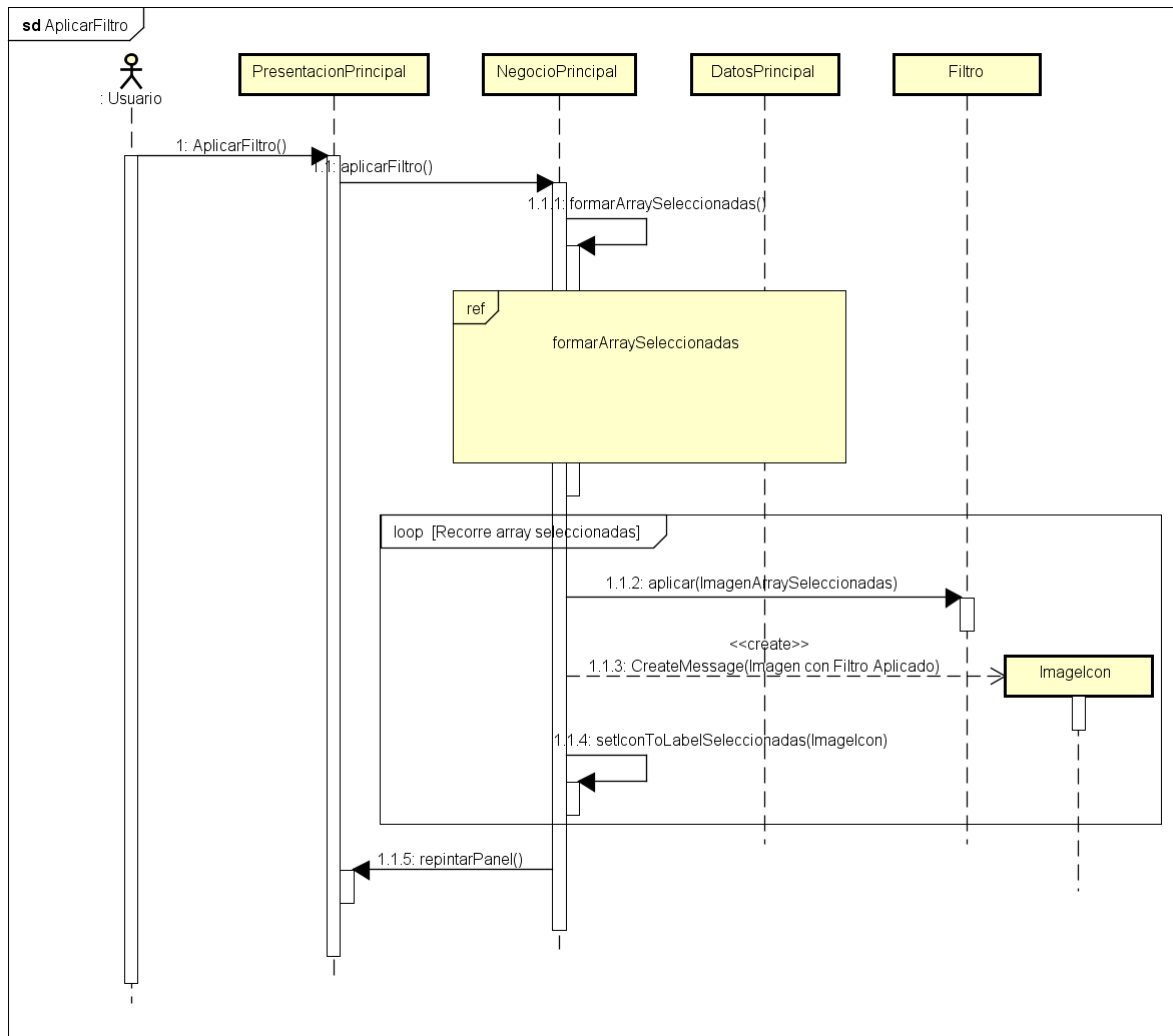 sd AplicarFiltro
: Usuario
PresentacionPrincipal
NegocioPrincipal
DatosPrincipal
Filtro
1: AplicarFiltro()
1.1: aplicarFiltro()
1.1.1: formarArraySeleccionadas()
ref
formarArraySeleccionadas
loop [Recorre array seleccionadas]
1.1.2: aplicar(ImagenArraySeleccionadas)
<<create>>
1.1.3: CreateMessage(Imagen con Filtro Aplicado)
ImageIcon
1.1.4: setIconToLabelSeleccionadas(ImageIcon)
1.1.5: repintarPanel()